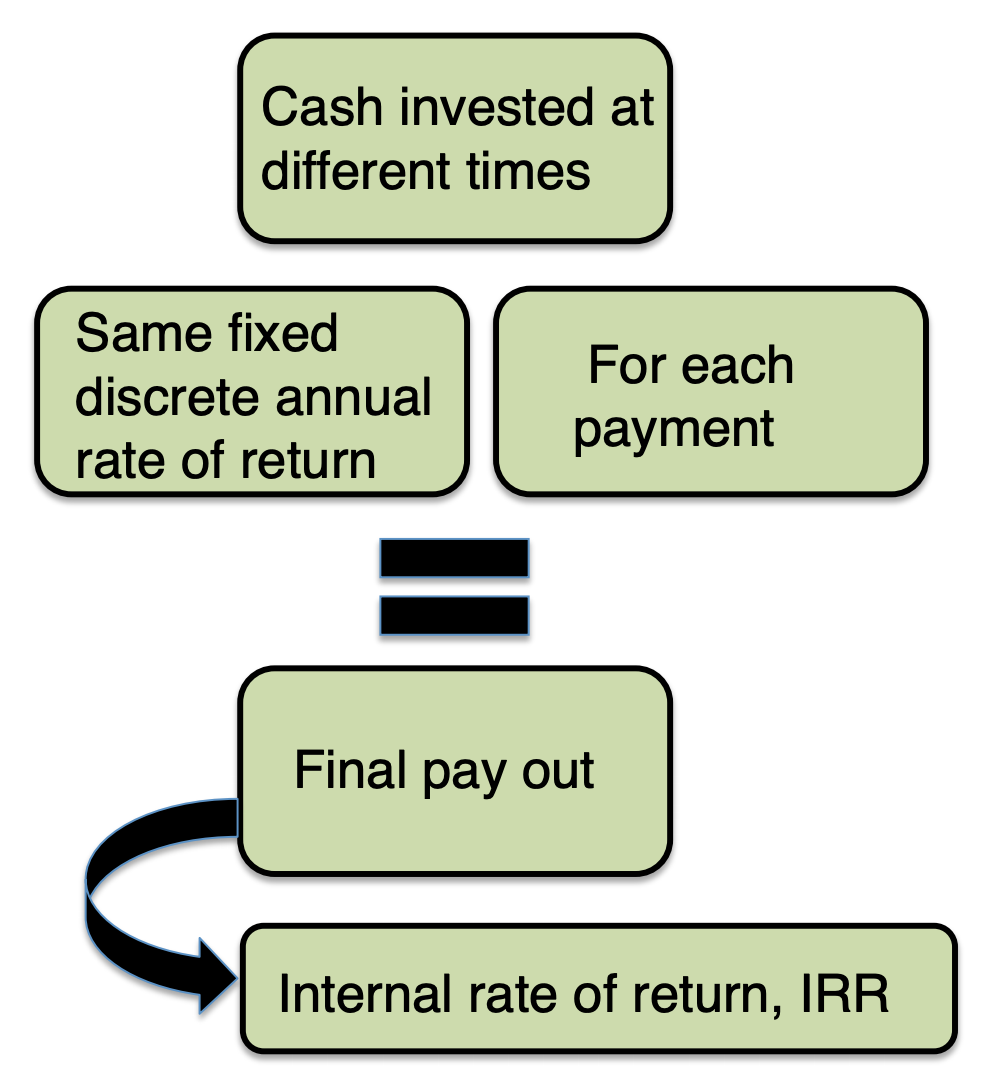 Cash invested at
different times
Same fixed
discrete annual
rate of return
For each
payment
Final pay out
Internal rate of return, IRR